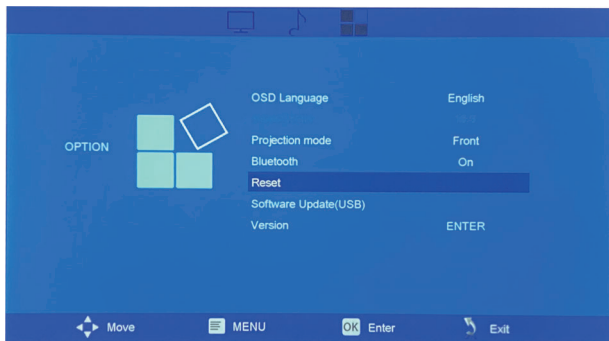 OSD Language English
Projection mode Front
OPTION
Bluetooth On
Reset
Software Update(USB)
Version ENTER
Move MENU OK Enter Exit